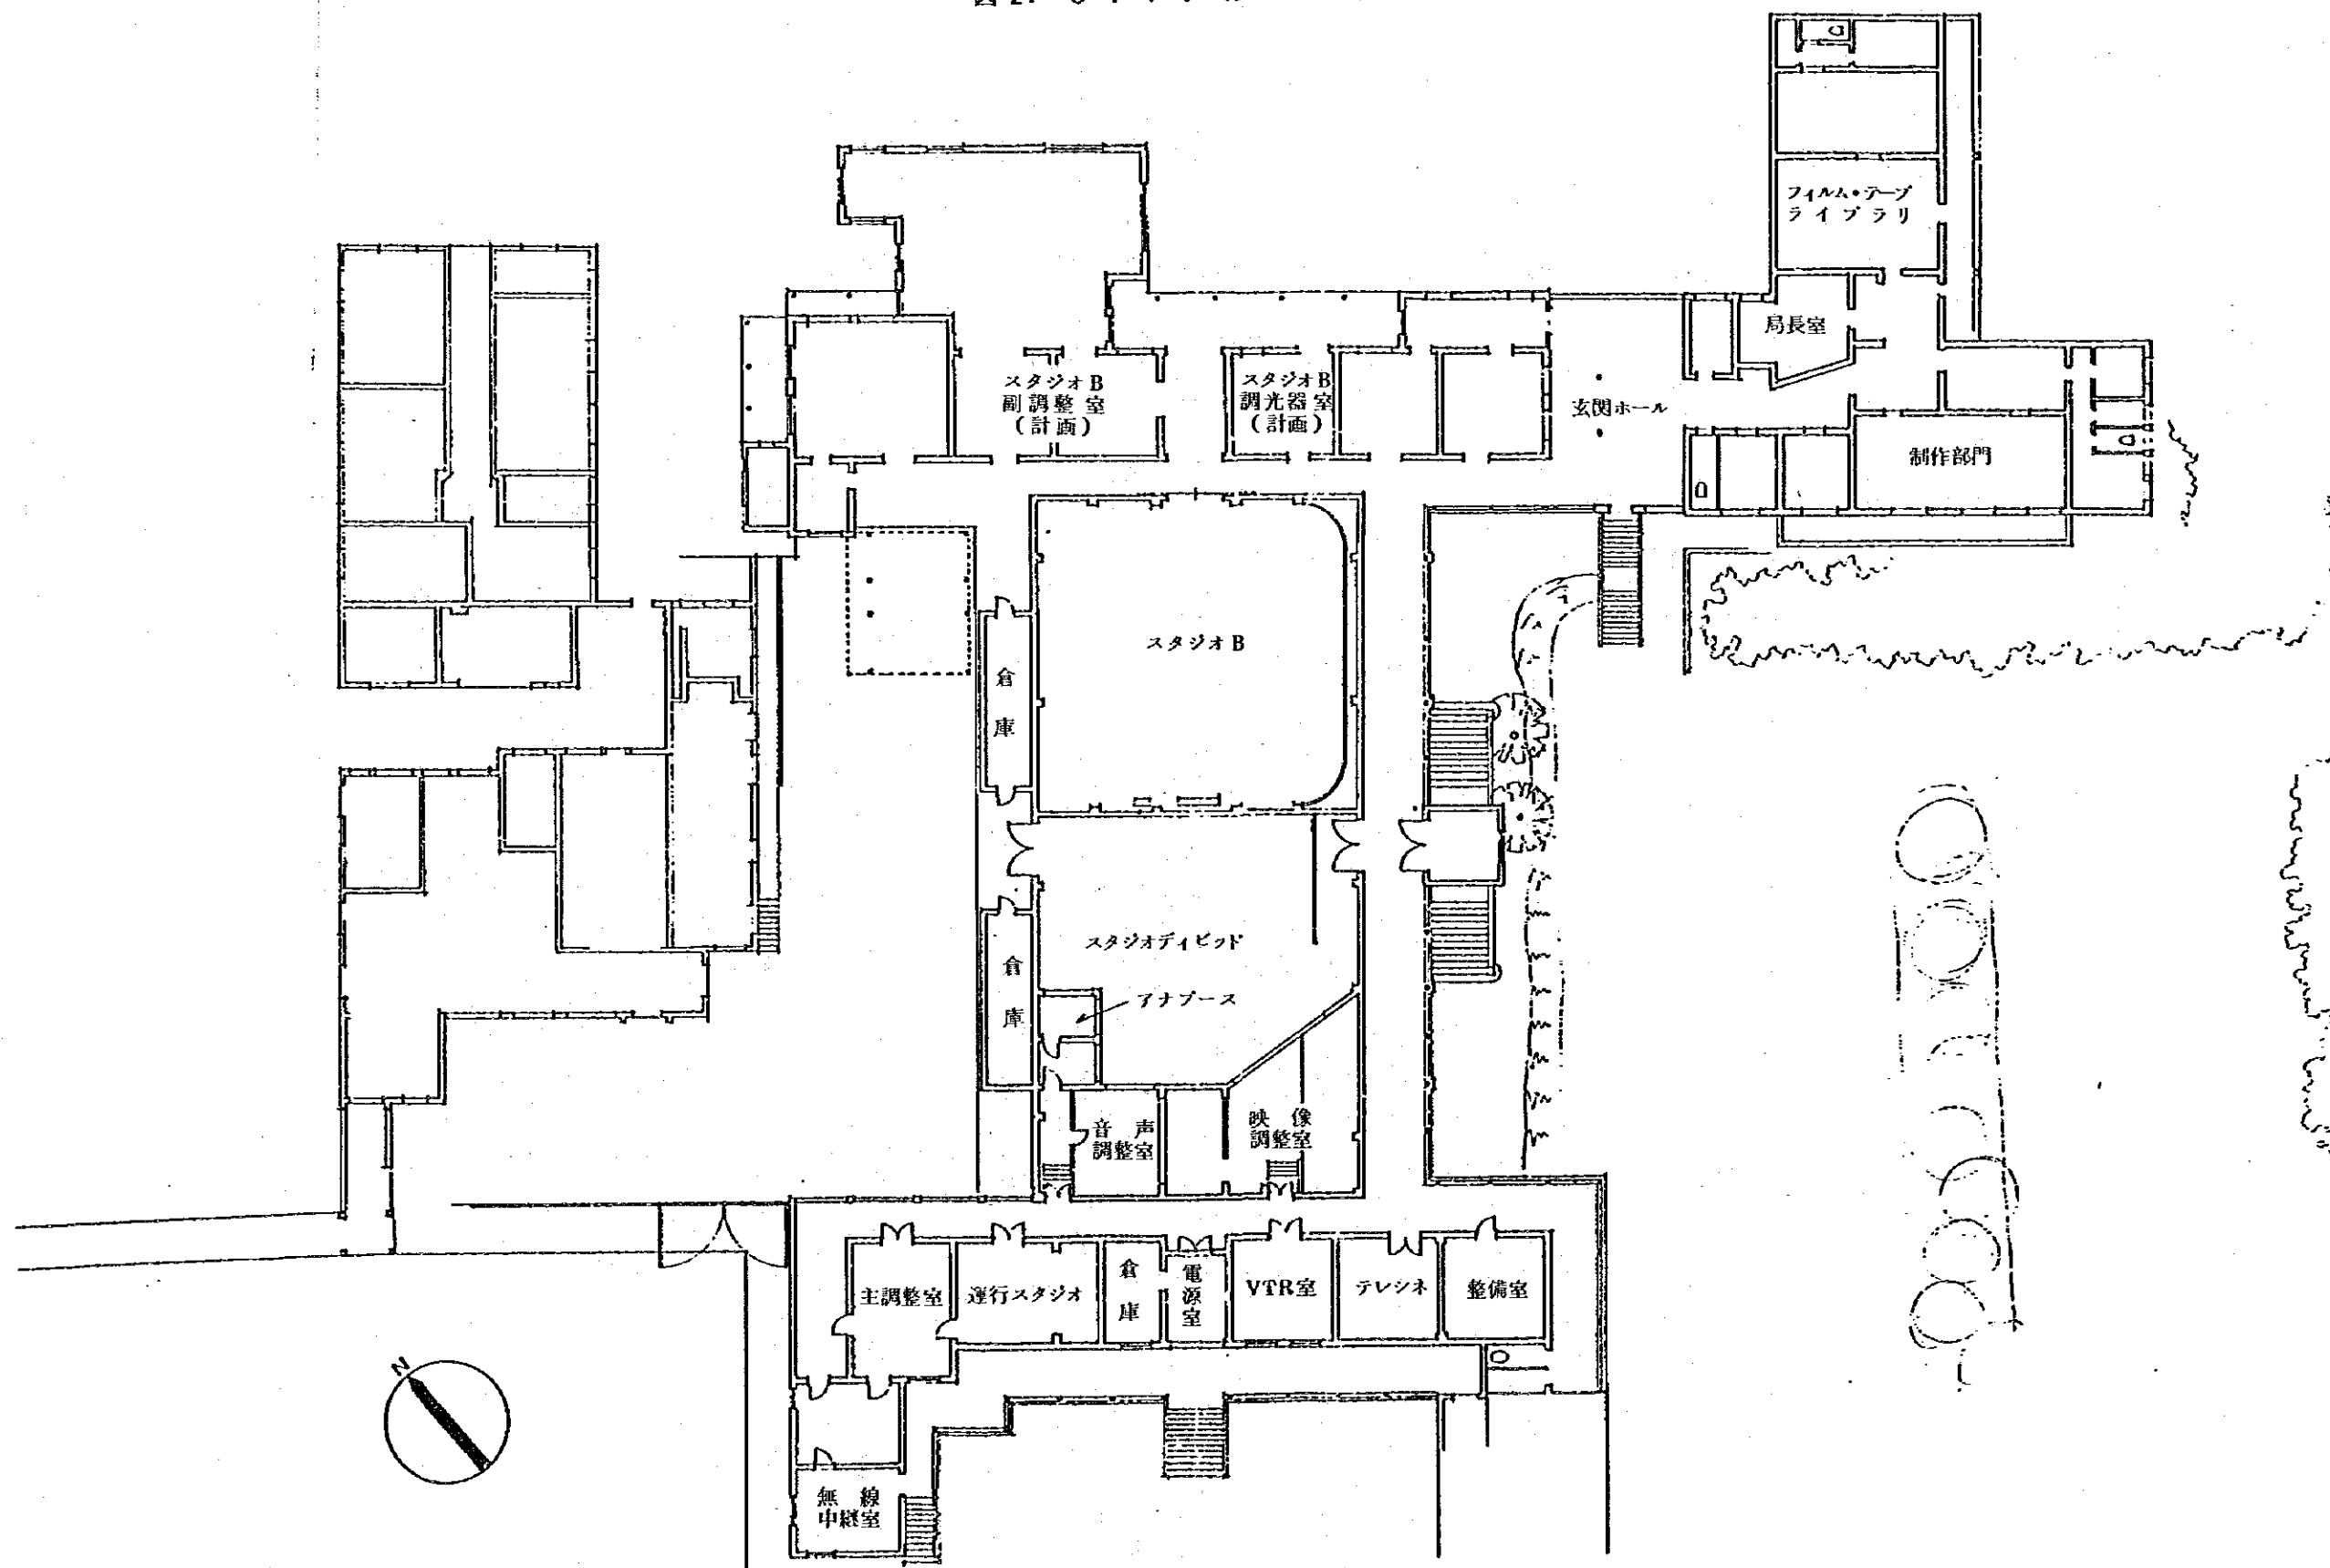 フィルム・テープ
ライブラリ
局長室
スタジオB
副調整室
(計画)
スタジオB
調光器室
(計画)
玄関ホール
制作部門
スタジオB
倉庫
スタジオディビッド
倉庫
アナブース
音声
調整室
映像
調整室
主調整室
運行スタジオ
倉庫
電源室
VTR室
テレシネ
整備室
N
無線
中継室